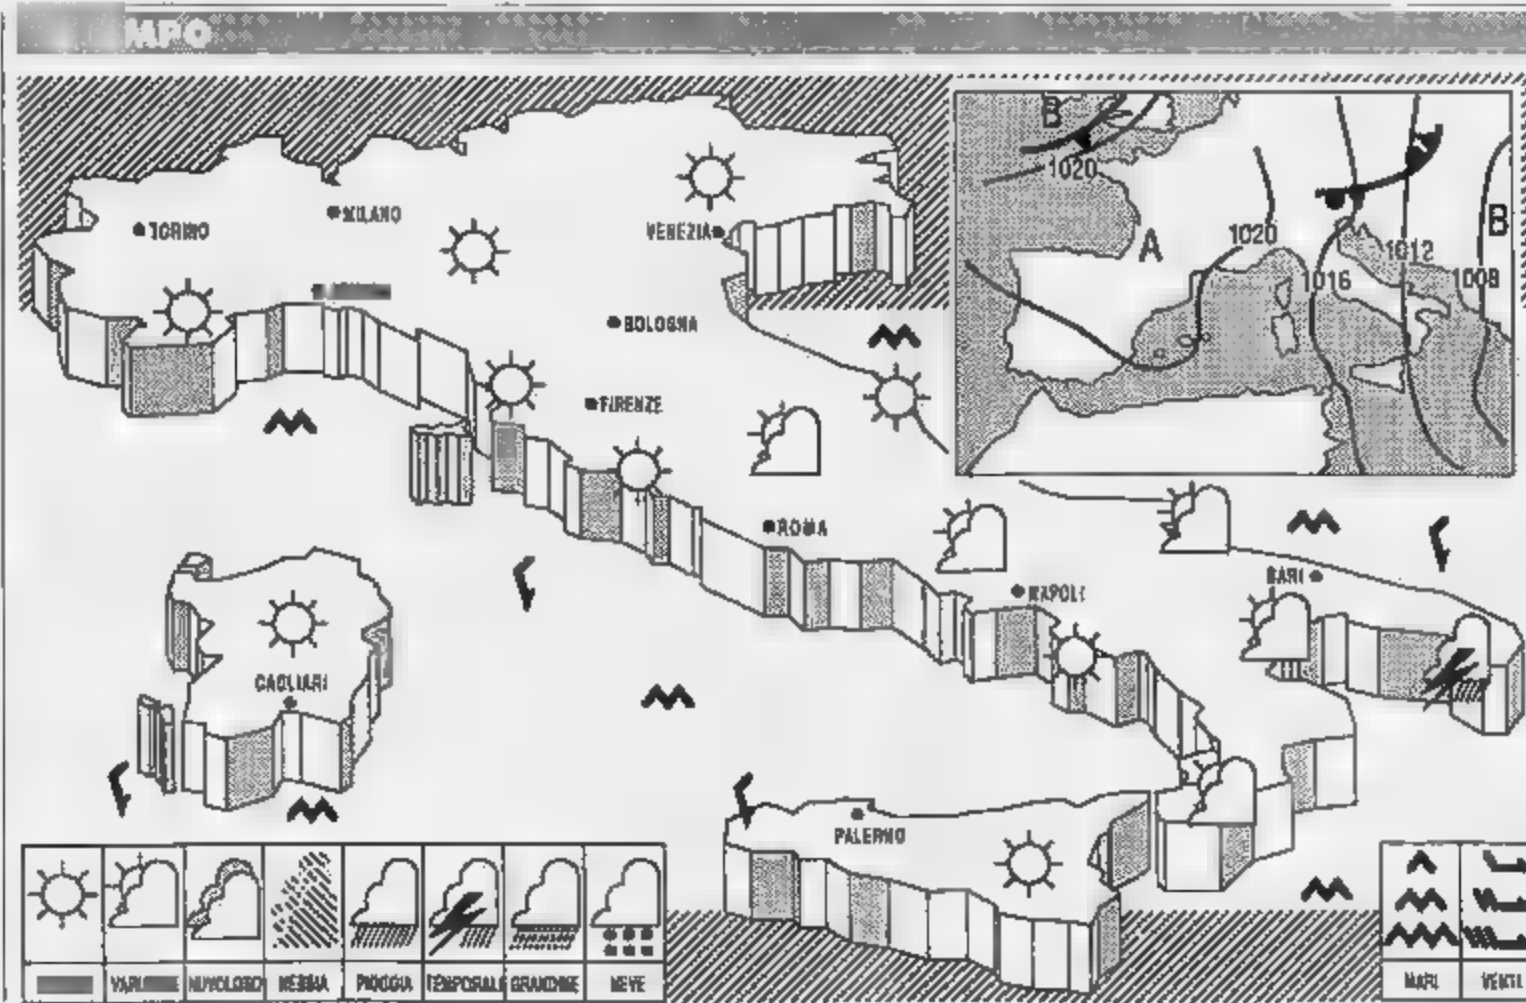 MPO
B
1020
TORINO
MILANO
VENEZIA
A
1020
1016
1012
B
1008
BOLOGNA
FIRENZE
ROMA
NAPOLI
BARI
CAGLIARI
PALERMO
NUVOLOSO
NEBBIA
PIOGGIA
TEMPORALE
GRANDINE
NEVE
MARI
VENTI